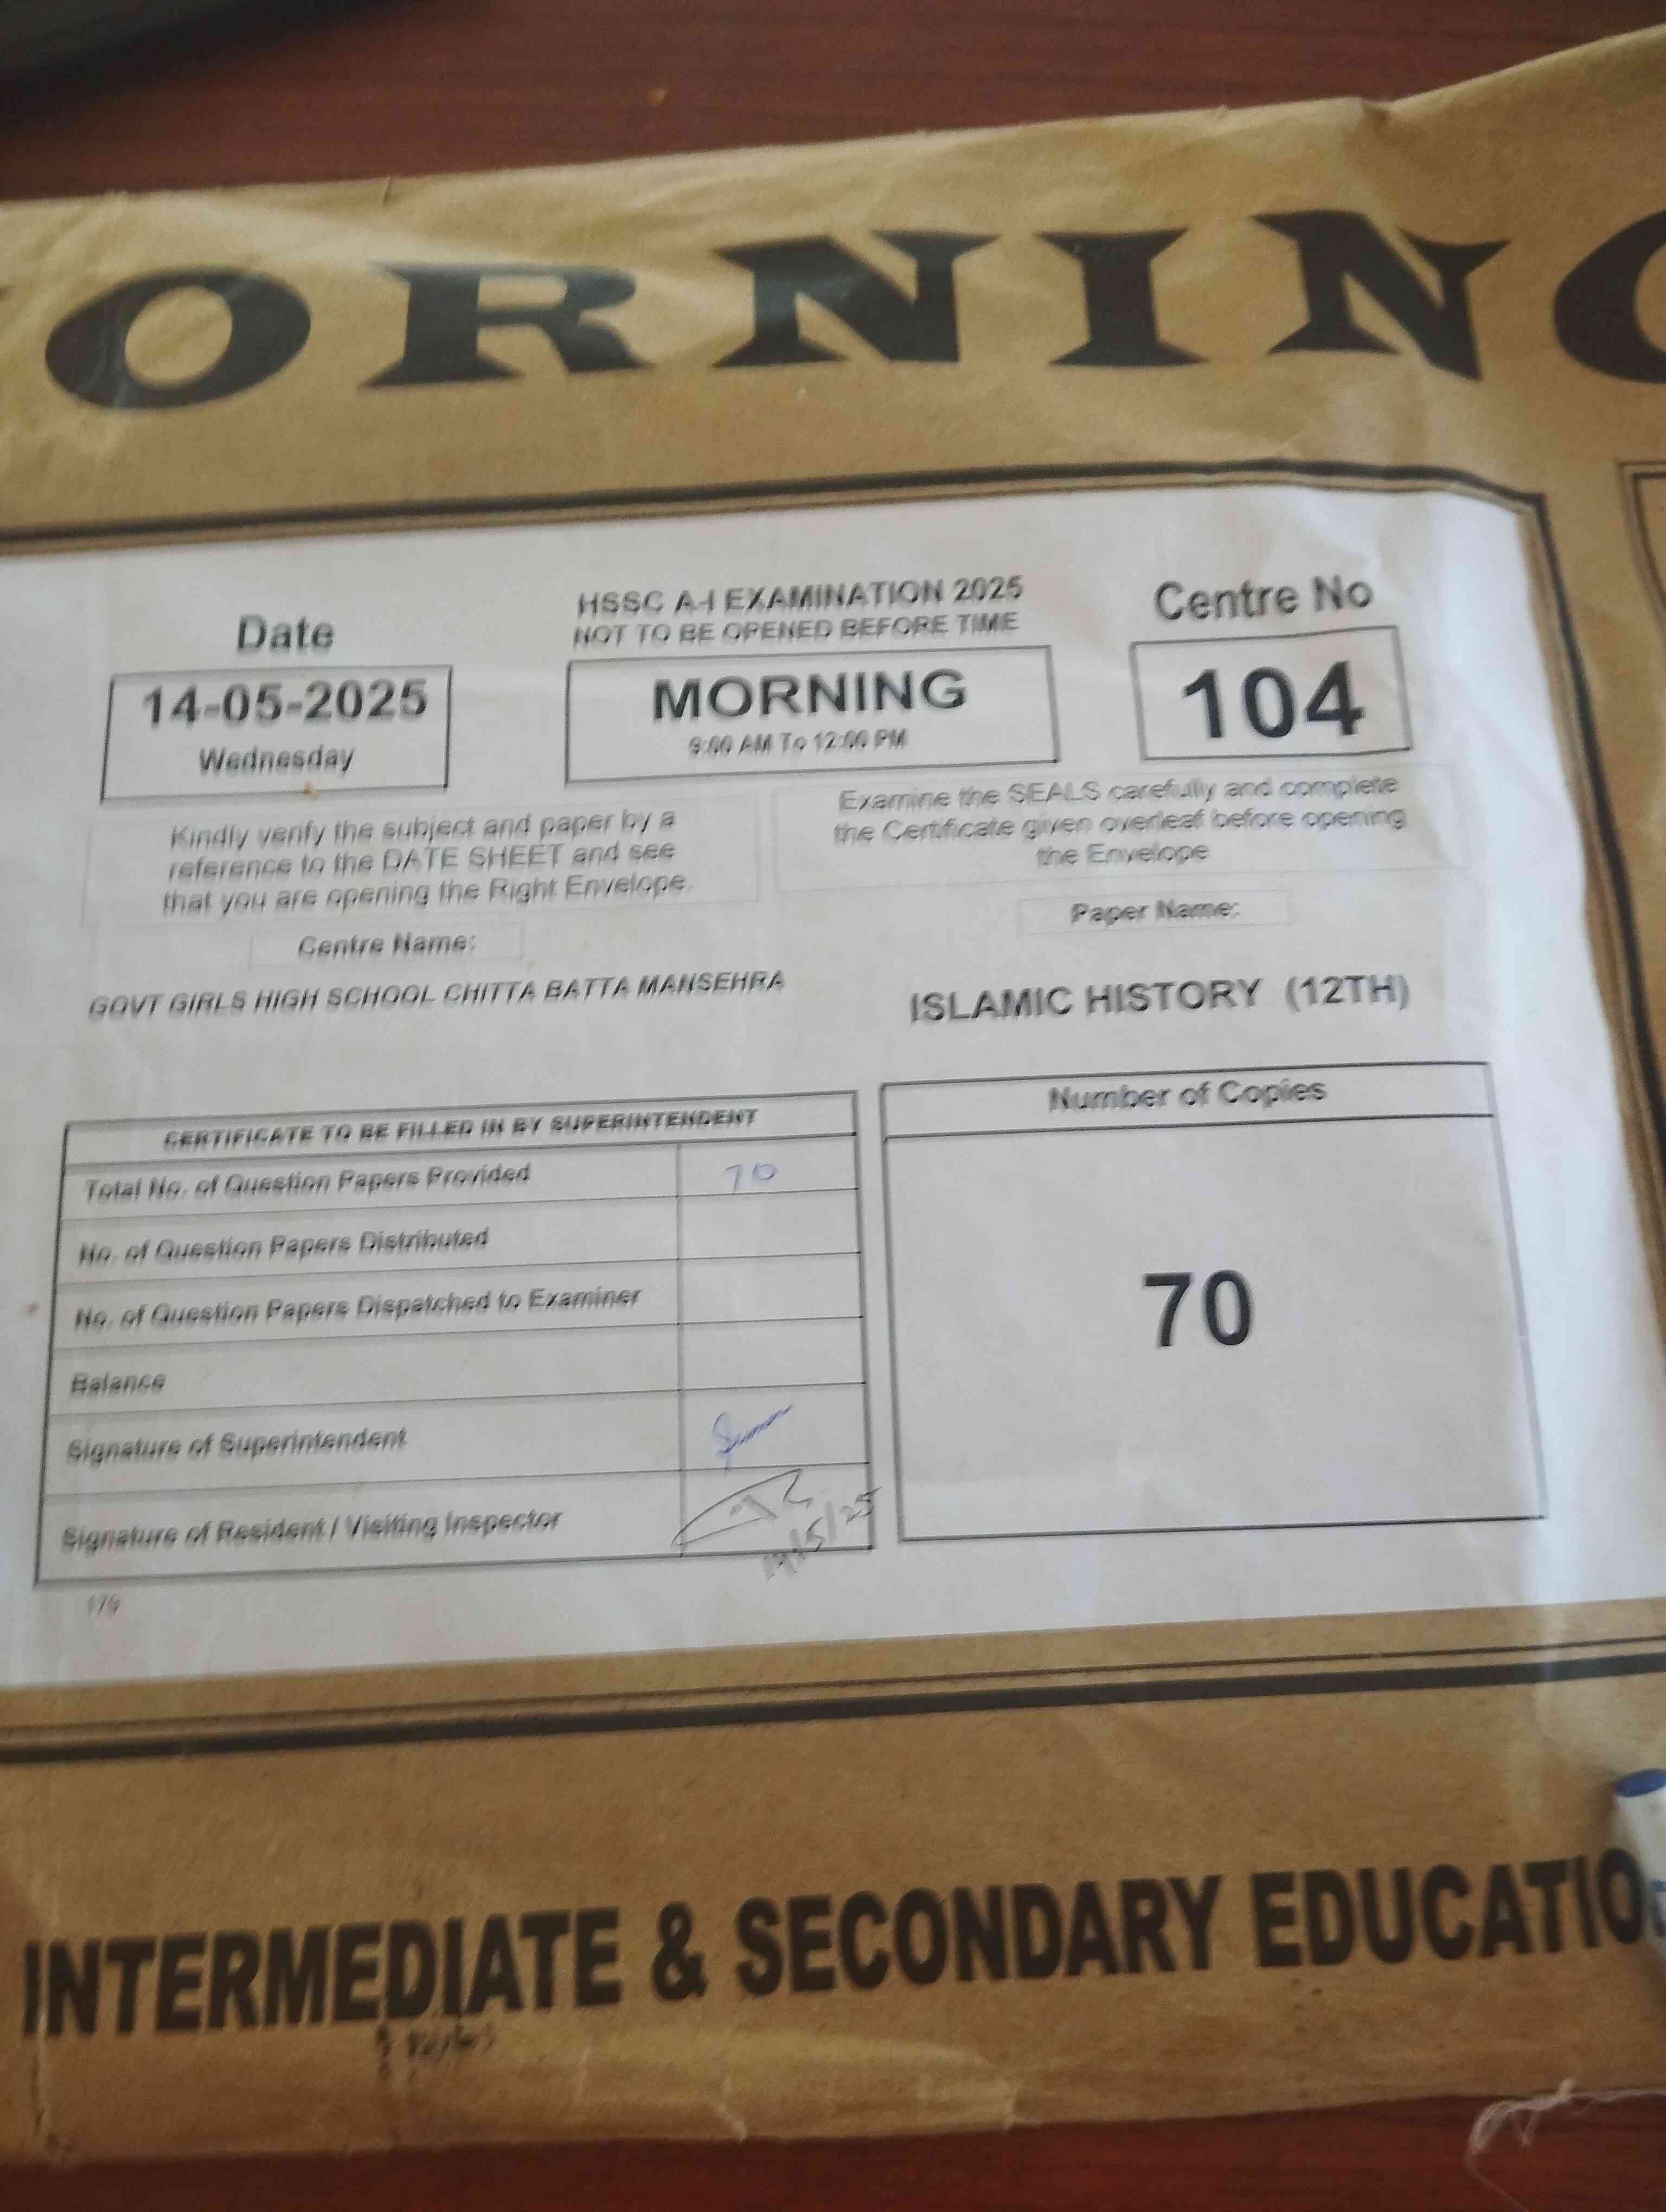 ORNING
HSSC A-I EXAMINATION 2025
NOT TO BE OPENED BEFORE TIME
Date
14-05-2025
Wednesday
MORNING
9:00 AM To 12:00 PM
Centre No
104
Kindly verify the subject and paper by a
reference to the DATE SHEET and see
that you are opening the Right Envelope.
Examine the SEALS carefully and complete
the Certificate given overleaf before opening
the Envelope
Centre Name:
GOVT GIRLS HIGH SCHOOL CHITTA BATTA MANSEHRA
Paper Name:
ISLAMIC HISTORY (12TH)
CERTIFICATE TO BE FILLED IN BY SUPERINTENDENT
Total No. of Question Papers Provided 70
No. of Question Papers Distributed
No. of Question Papers Dispatched to Examiner
Balance
Signature of Superintendent
Signature of Resident / Visiting Inspector
Number of Copies
70
INTERMEDIATE & SECONDARY EDUCATIO